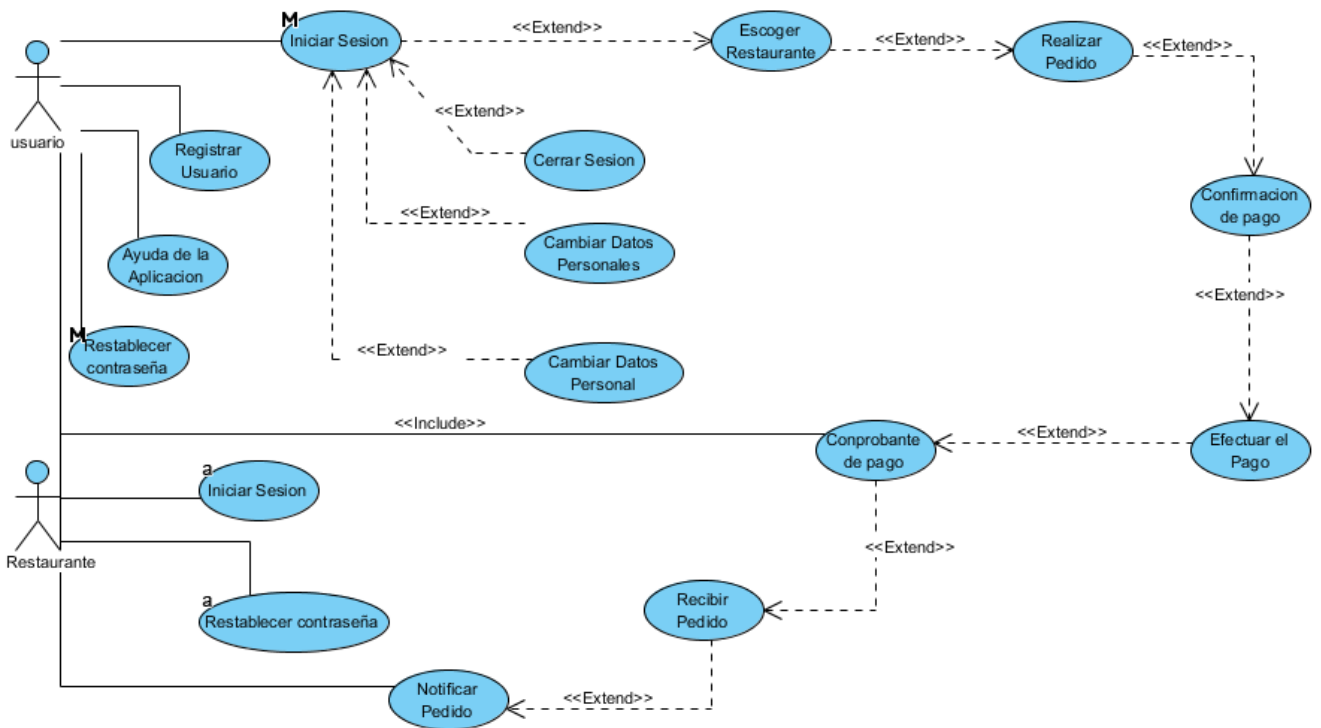 M
Iniciar Sesion
<<Extend>>
Escoger
Restaurante
<<Extend>>
Realizar
Pedido
<<Extend>>
usuario
<<Extend>>
Registrar
Usuario
Cerrar Sesion
Confirmacion
de pago
<<Extend>>
Ayuda de la
Aplicacion
Cambiar Datos
Personales
<<Extend>>
M
Restablecer
contraseña
<<Extend>>
Cambiar Datos
Personal
<<Include>>
Conprobante
de pago
<<Extend>>
Efectuar el
Pago
a
Iniciar Sesion
Restaurante
<<Extend>>
a
Restablecer contraseña
Recibir
Pedido
Notificar
Pedido
<<Extend>>